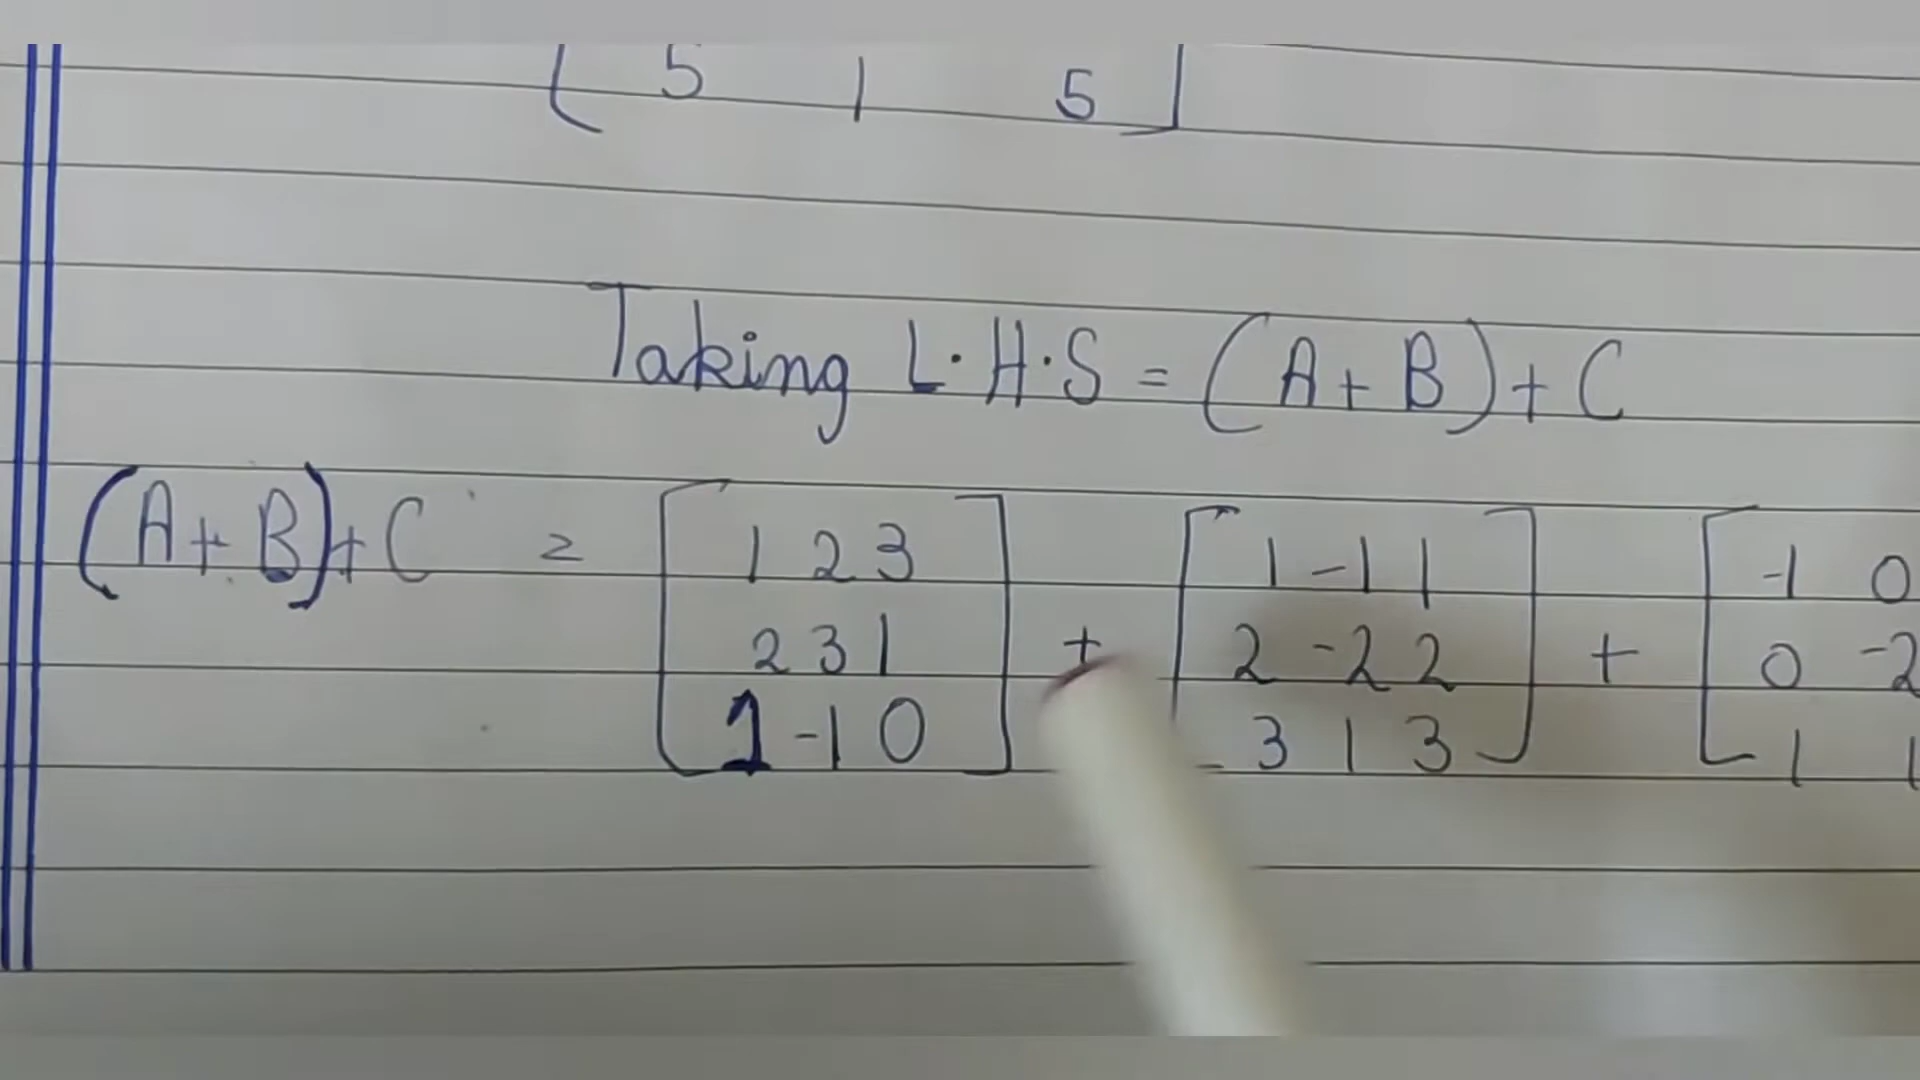 5 1 5
Taking L.H.S = (A + B) + C
(A + B) + C = [1 2 3] + [1 -1 1] + [-1 0
2 3 1 2 -2 2 0 -2
1 -1 0 3 1 3 1 1